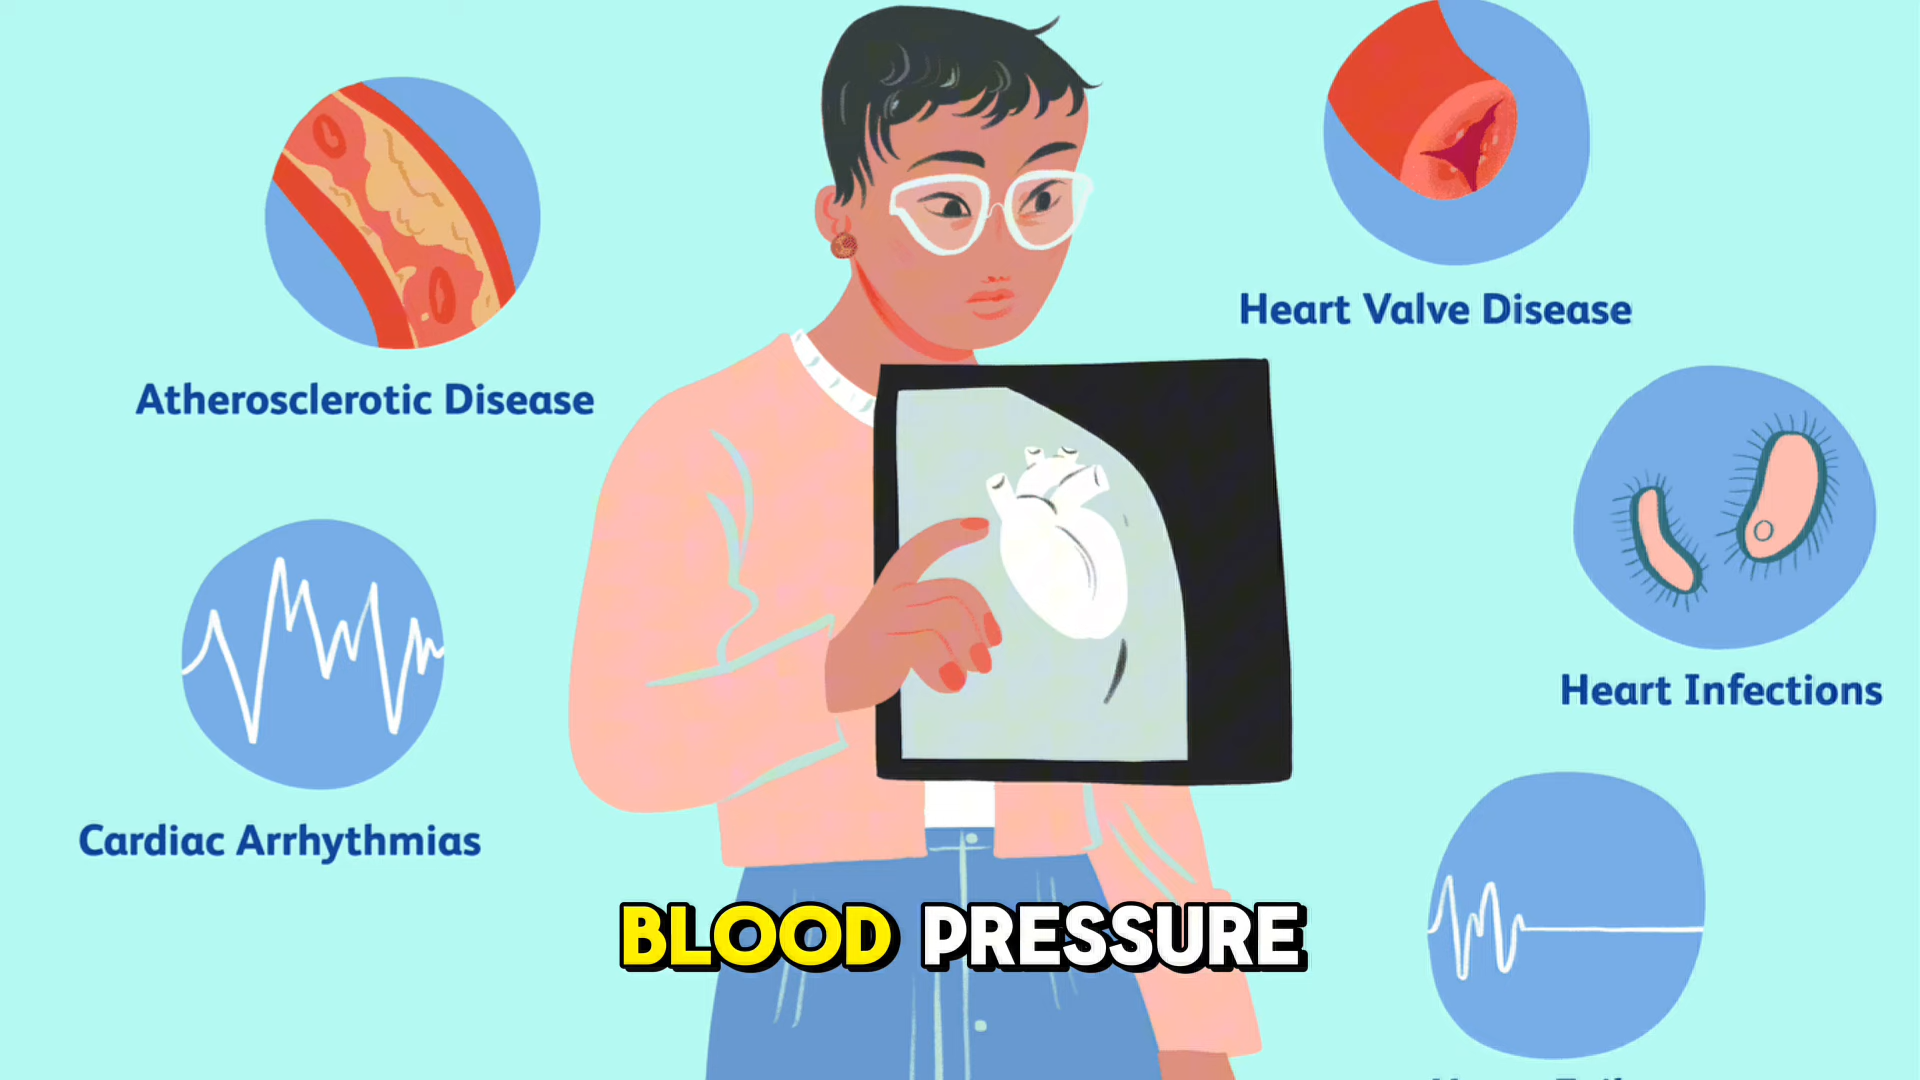 Atherosclerotic Disease
Cardiac Arrhythmias
Heart Valve Disease
Heart Infections
BLOOD PRESSURE